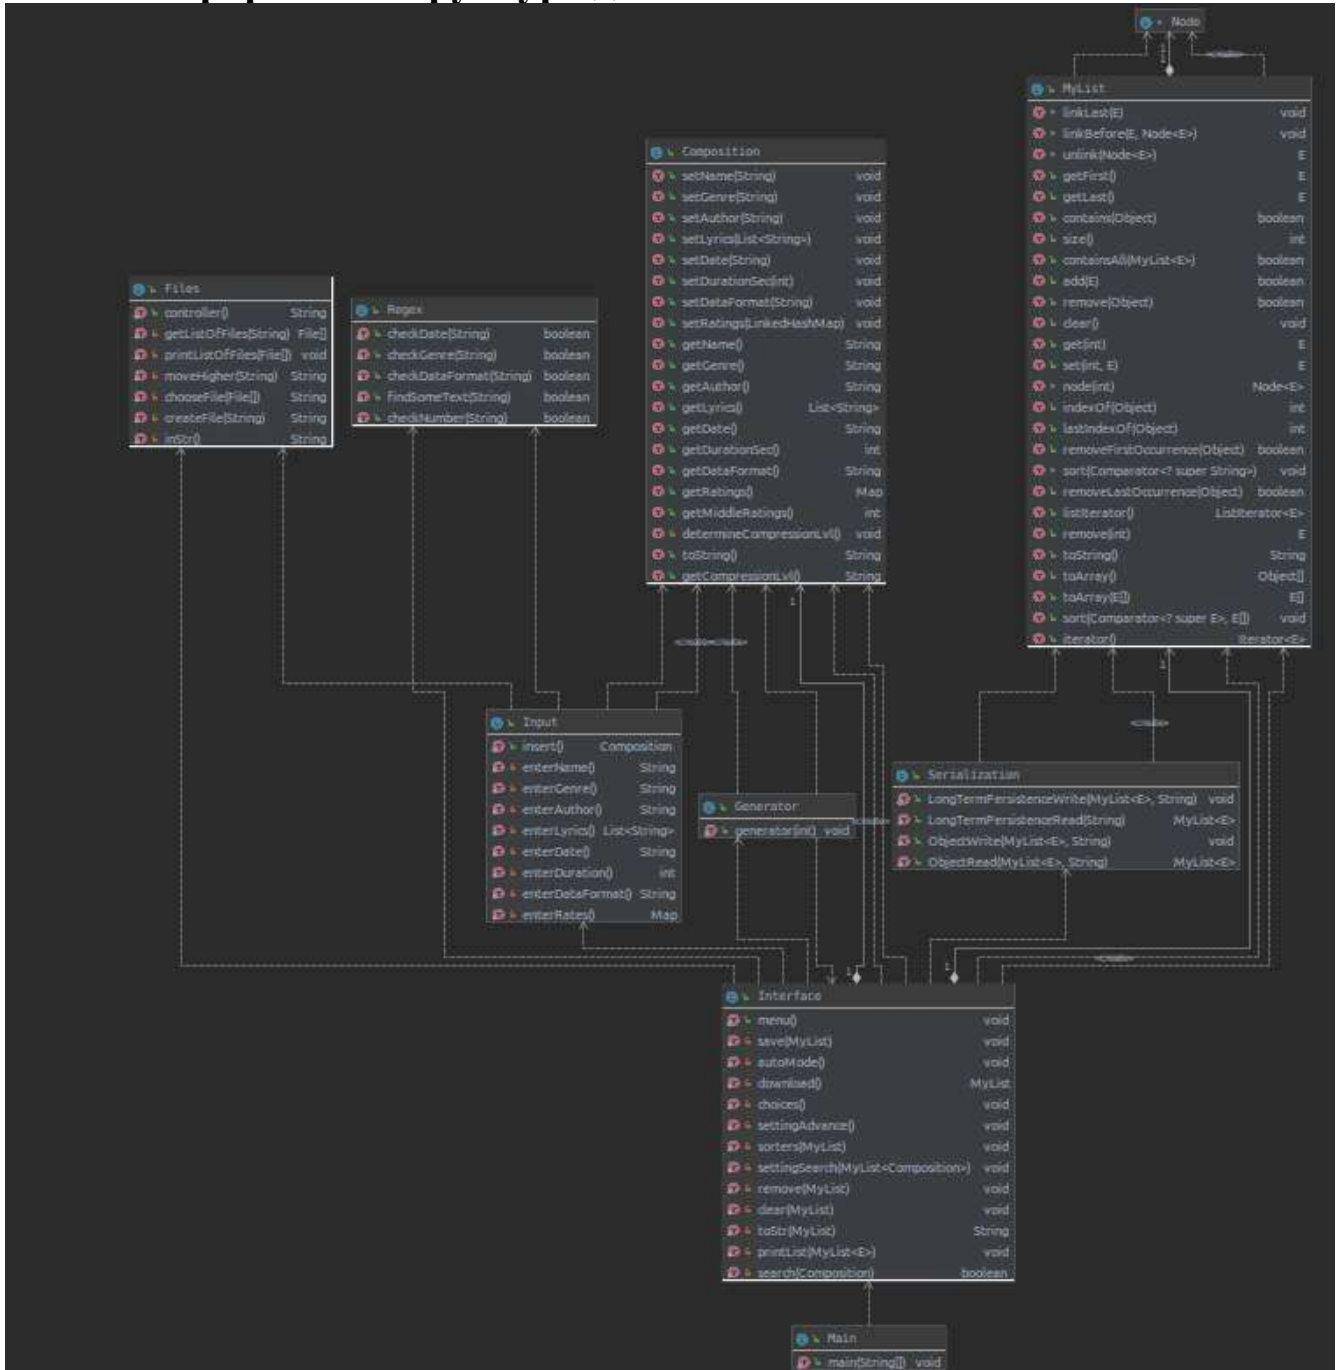 Node
MyList
linkLast(E) void
linkBefore(E, Node<E>) void
unlink(Node<E>) E
getFirst() E
getLast() E
contains(Object) boolean
size() int
containsAll(MyList<E>) boolean
add(E) boolean
remove(Object) boolean
clear() void
get(int) E
set(int, E) E
node(int) Node<E>
indexOf(Object) int
lastIndexOf(Object) int
removeFirstOccurrence(Object) boolean
sort(Comparator<? super String>) void
removeLastOccurrence(Object) boolean
listIterator() ListIterator<E>
remove(int) E
toString() String
toArray() Object[]
toArray(E[]) E[]
sort(Comparator<? super E>, E[]) void
iterator() Iterator<E>
Composition
setName(String) void
setGenre(String) void
setAuthor(String) void
setLyrics(List<String>) void
setDate(String) void
setDurationSec(int) void
setDataFormat(String) void
setRatings(LinkedHashMap) void
getName() String
getGenre() String
getAuthor() String
getLyrics() List<String>
getDate() String
getDurationSec() int
getDataFormat() String
getRatings() Map
getMiddleRatings() int
determineCompressionLvl() void
toString() String
getCompressionLvl() String
Files
controller() String
getListOfFiles(String) File[]
printListOfFiles(File[]) void
moveHigher(String) String
chooseFile(File[]) String
createFile(String) String
inStr() String
Regex
checkDate(String) boolean
checkGenre(String) boolean
checkDataFormat(String) boolean
findSomeText(String) boolean
checkNumber(String) boolean
Input
insert() Composition
enterName() String
enterGenre() String
enterAuthor() String
enterLyrics() List<String>
enterDate() String
enterDuration() int
enterDataFormat() String
enterRates() Map
Generator
generator(int) void
Serialization
LongTermPersistenceWrite(MyList<E>, String) void
LongTermPersistenceRead(String) MyList<E>
ObjectWrite(MyList<E>, String) void
ObjectRead(MyList<E>, String) MyList<E>
Interface
menu() void
save(MyList) void
autoMode() void
download() MyList
choices() void
settingAdvance() void
sorters(MyList) void
settingSearch(MyList<Composition>) void
remove(MyList) void
clear(MyList) void
toStr(MyList) String
printList(MyList<E>) void
search(Composition) boolean
Main
main(String[]) void